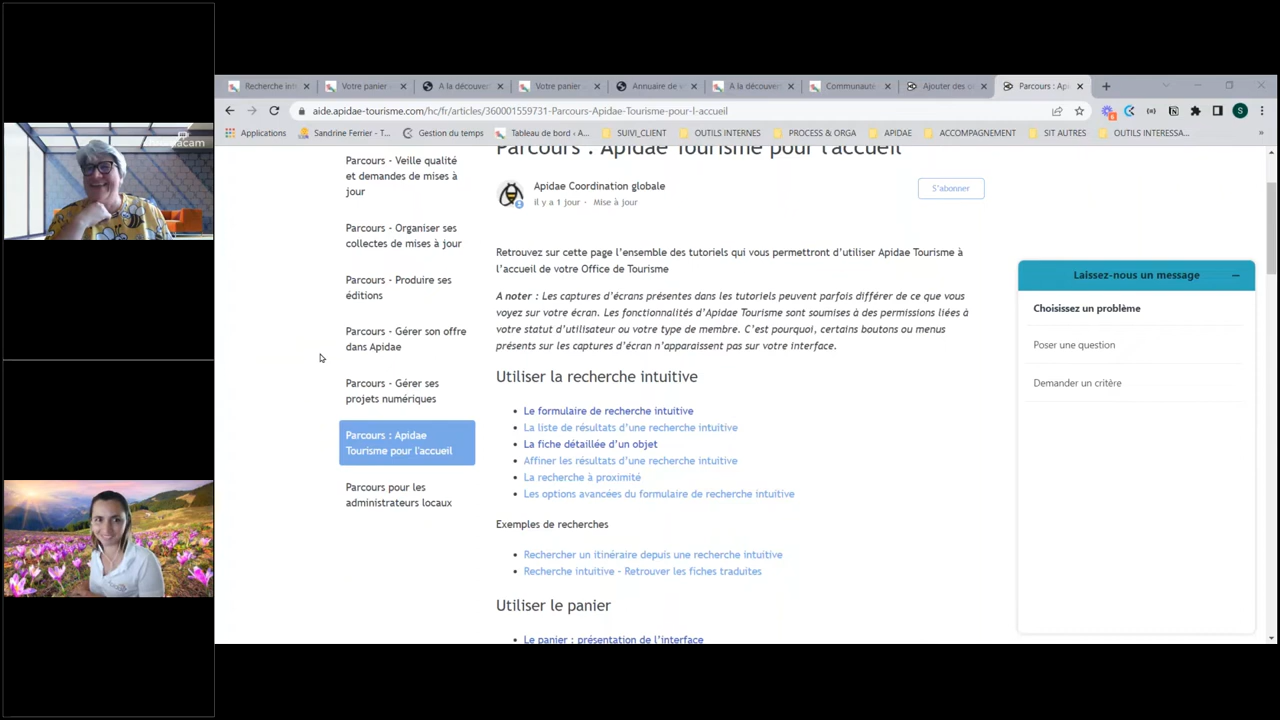 Recherche int
Votre panier
A la découver
Votre panier
Annuaire de v
A la découver
Communauté
Ajouter des c
Parcours : Ap
aide.apidae-tourisme.com/hc/fr/articles/360001559731-Parcours-Apidae-Tourisme-pour-l-accueil
S
Applications
Sandrine Ferrier - T...
Gestion du temps
Tableau de bord ‹ A...
SUIVI_CLIENT
OUTILS INTERNES
PROCESS & ORGA
APIDAE
ACCOMPAGNEMENT
SIT AUTRES
OUTILS INTERESSA...
»
Parcours - Veille qualité
et demandes de mises à
jour
Parcours - Organiser ses
collectes de mises à jour
Parcours - Produire ses
éditions
Parcours - Gérer son offre
dans Apidae
Parcours - Gérer ses
projets numériques
Parcours : Apidae
Tourisme pour l'accueil
Parcours pour les
administrateurs locaux
Parcours : Apidae Tourisme pour l'accueil
Apidae Coordination globale
il y a 1 jour · Mise à jour
S'abonner
Retrouvez sur cette page l'ensemble des tutoriels qui vous permettront d'utiliser Apidae Tourisme à
l'accueil de votre Office de Tourisme
A noter : Les captures d'écrans présentes dans les tutoriels peuvent parfois différer de ce que vous
voyez sur votre écran. Les fonctionnalités d'Apidae Tourisme sont soumises à des permissions liées à
votre statut d'utilisateur ou votre type de membre. C'est pourquoi, certains boutons ou menus
présents sur les captures d'écran n'apparaissent pas sur votre interface.
Utiliser la recherche intuitive
• Le formulaire de recherche intuitive
• La liste de résultats d'une recherche intuitive
• La fiche détaillée d'un objet
• Affiner les résultats d'une recherche intuitive
• La recherche à proximité
• Les options avancées du formulaire de recherche intuitive
Exemples de recherches
• Rechercher un itinéraire depuis une recherche intuitive
• Recherche intuitive - Retrouver les fiches traduites
Utiliser le panier
• Le panier : présentation de l'interface
Laissez-nous un message
Choisissez un problème
Poser une question
Demander un critère